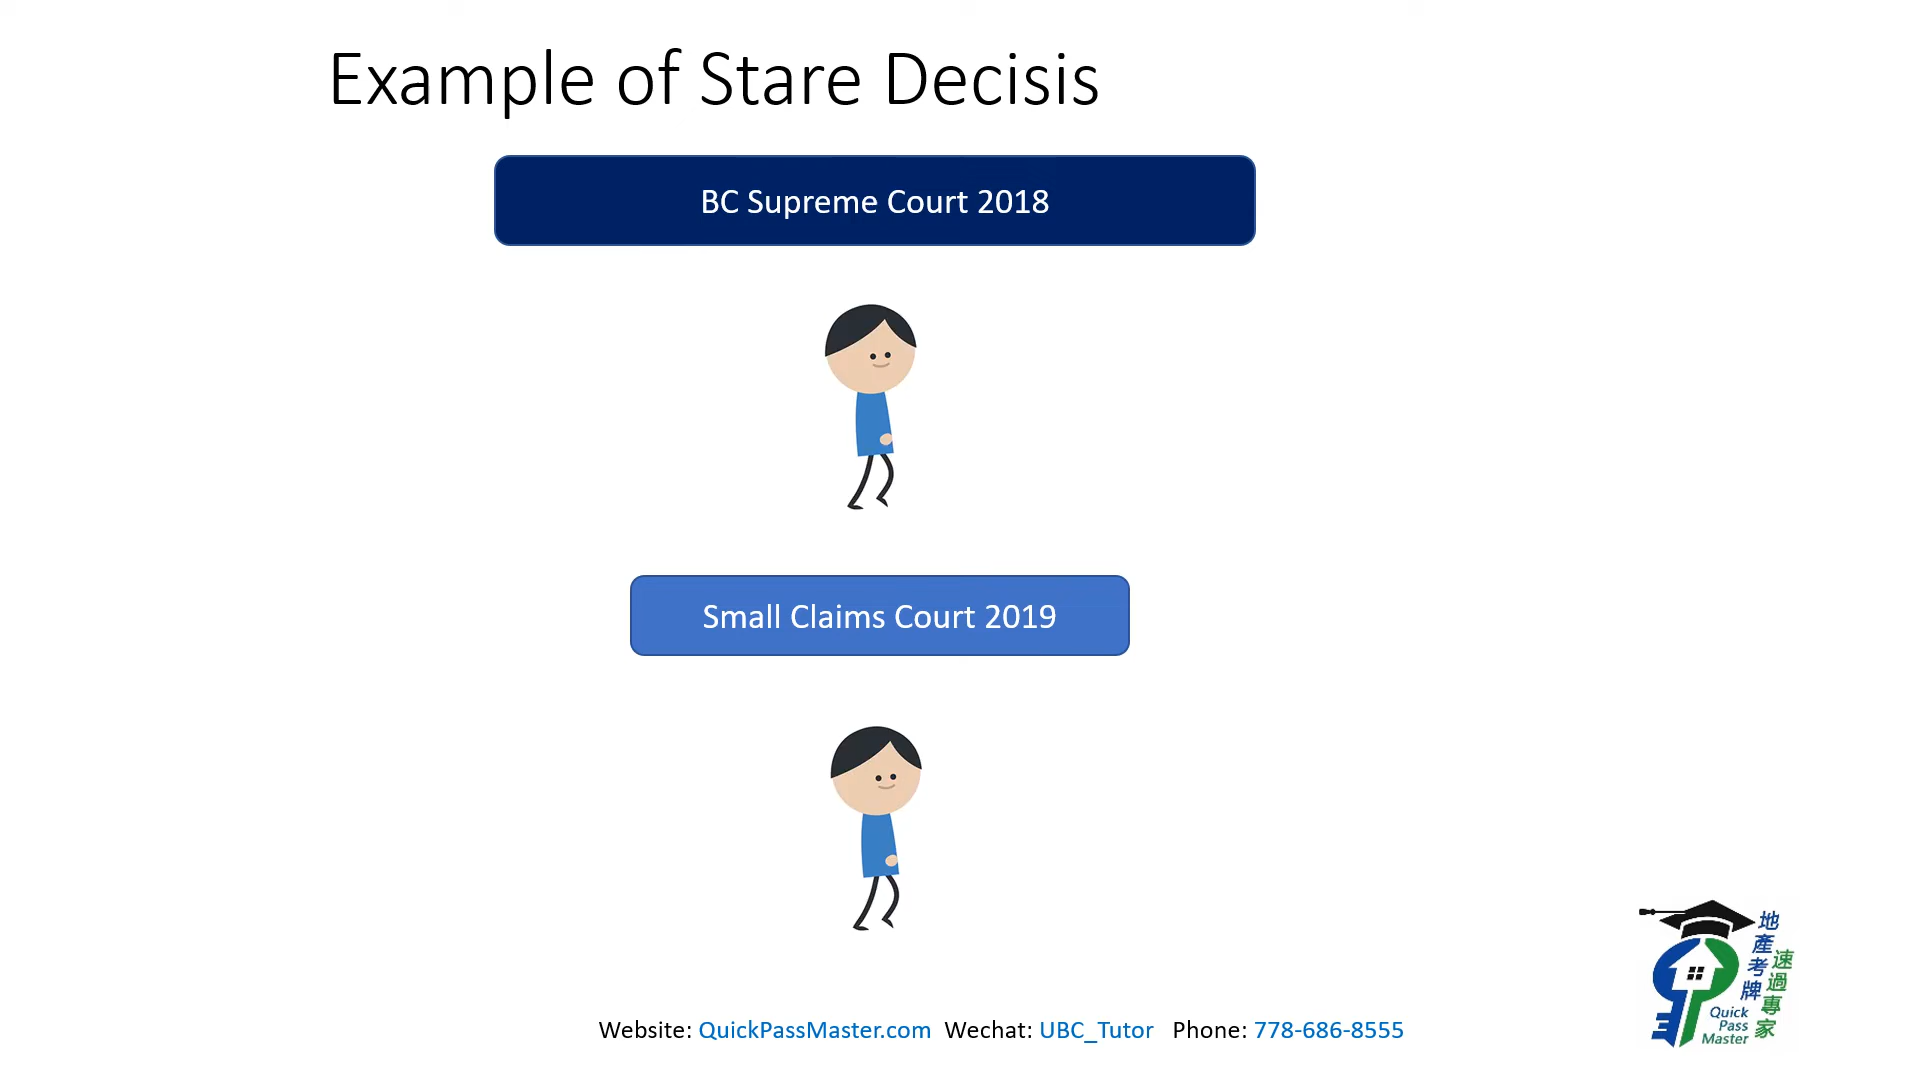 Example of Stare Decisis
BC Supreme Court 2018
Small Claims Court 2019
地產考牌
速過專家
Quick
Pass
Master
Website: QuickPassMaster.com Wechat: UBC_Tutor Phone: 778-686-8555